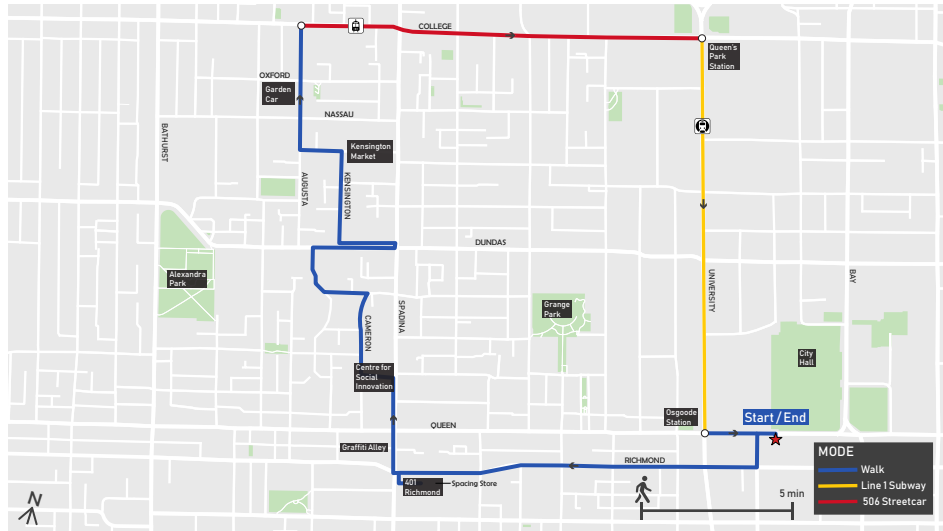 COLLEGE
Queen's
Park
Station
OXFORD
Garden
Car
NASSAU
BATHURST
Kensington
Market
AUGUSTA
KENSINGTON
DUNDAS
Alexandra
Park
UNIVERSITY
BAY
SPADINA
Grange
Park
CAMERON
City
Hall
Centre for
Social
Innovation
Osgoode
Station
Start/End
QUEEN
Graffiti Alley
RICHMOND
401
Richmond
Spacing Store
MODE
Walk
Line 1 Subway
506 Streetcar
5 min
N